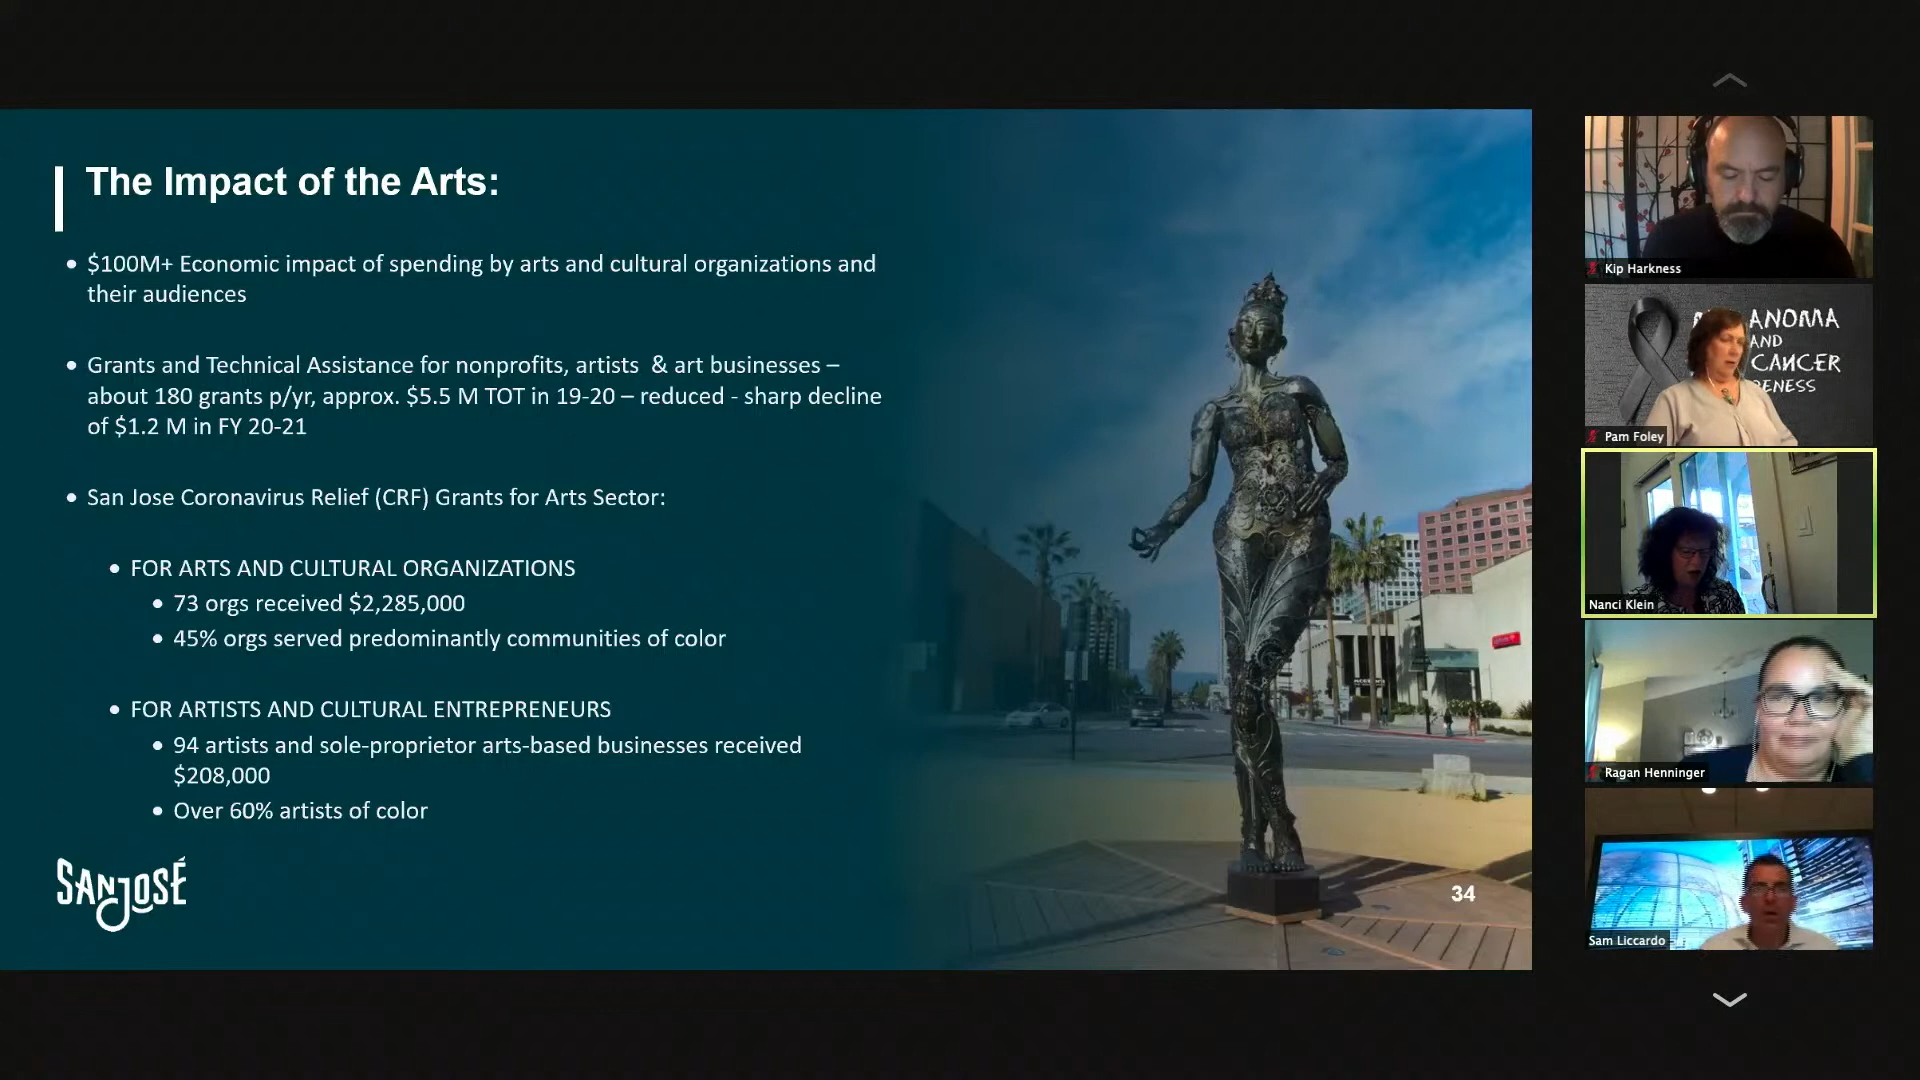 The Impact of the Arts:
• $100M+ Economic impact of spending by arts and cultural organizations and
their audiences
• Grants and Technical Assistance for nonprofits, artists & art businesses –
about 180 grants p/yr, approx. $5.5 M TOT in 19-20 – reduced - sharp decline
of $1.2 M in FY 20-21
• San Jose Coronavirus Relief (CRF) Grants for Arts Sector:
• FOR ARTS AND CULTURAL ORGANIZATIONS
• 73 orgs received $2,285,000
• 45% orgs served predominantly communities of color
• FOR ARTISTS AND CULTURAL ENTREPRENEURS
• 94 artists and sole-proprietor arts-based businesses received
$208,000
• Over 60% artists of color
SAN JOSÉ
34
Kip Harkness
ANOMA
AND
CANCER
ENESS
Pam Foley
Nanci Klein
Ragan Henninger
Sam Liccardo